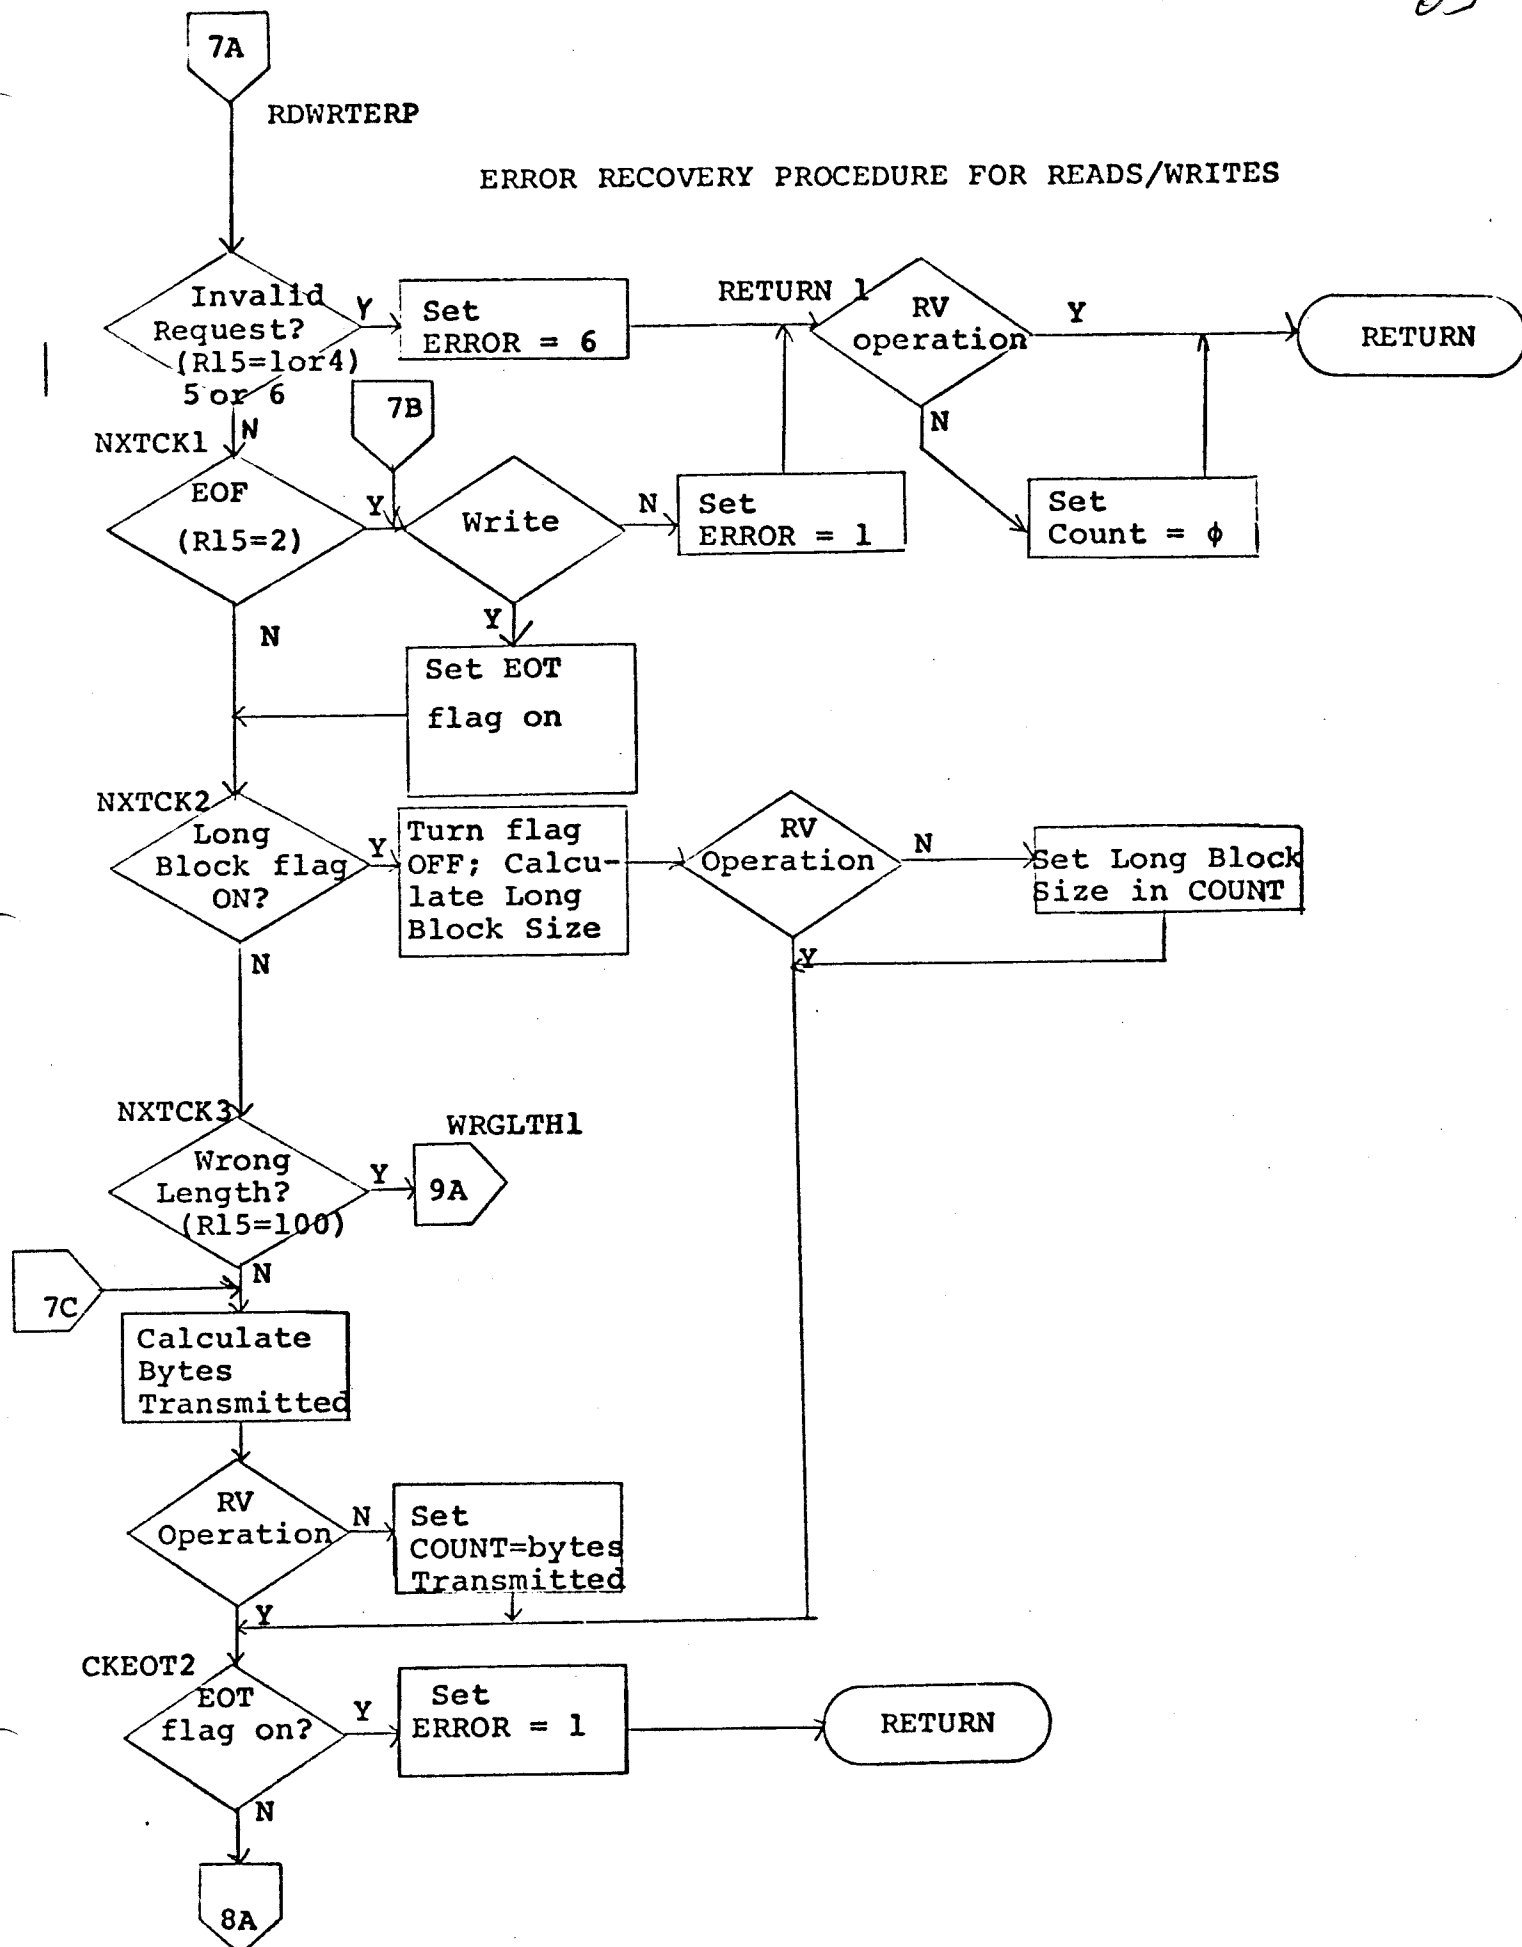 7A
RDWRTERP
ERROR RECOVERY PROCEDURE FOR READS/WRITES
Invalid
Request?
(R15=1or4)
5 or 6
Y
Set
ERROR = 6
RETURN 1
RV
operation
Y
RETURN
N
NXTCK1
N
7B
EOF
(R15=2)
Y
Write
N
Set
ERROR = 1
Set
Count = ϕ
N
Y
Set EOT
flag on
NXTCK2
Long
Block flag
ON?
Y
Turn flag
OFF; Calcu-
late Long
Block Size
RV
Operation
N
Set Long Block
Size in COUNT
Y
N
NXTCK3
Wrong
Length?
(R15=100)
Y
WRGLTH1
9A
N
7C
Calculate
Bytes
Transmitted
RV
Operation
N
Set
COUNT=bytes
Transmitted
Y
CKEOT2
EOT
flag on?
Y
Set
ERROR = 1
RETURN
N
8A